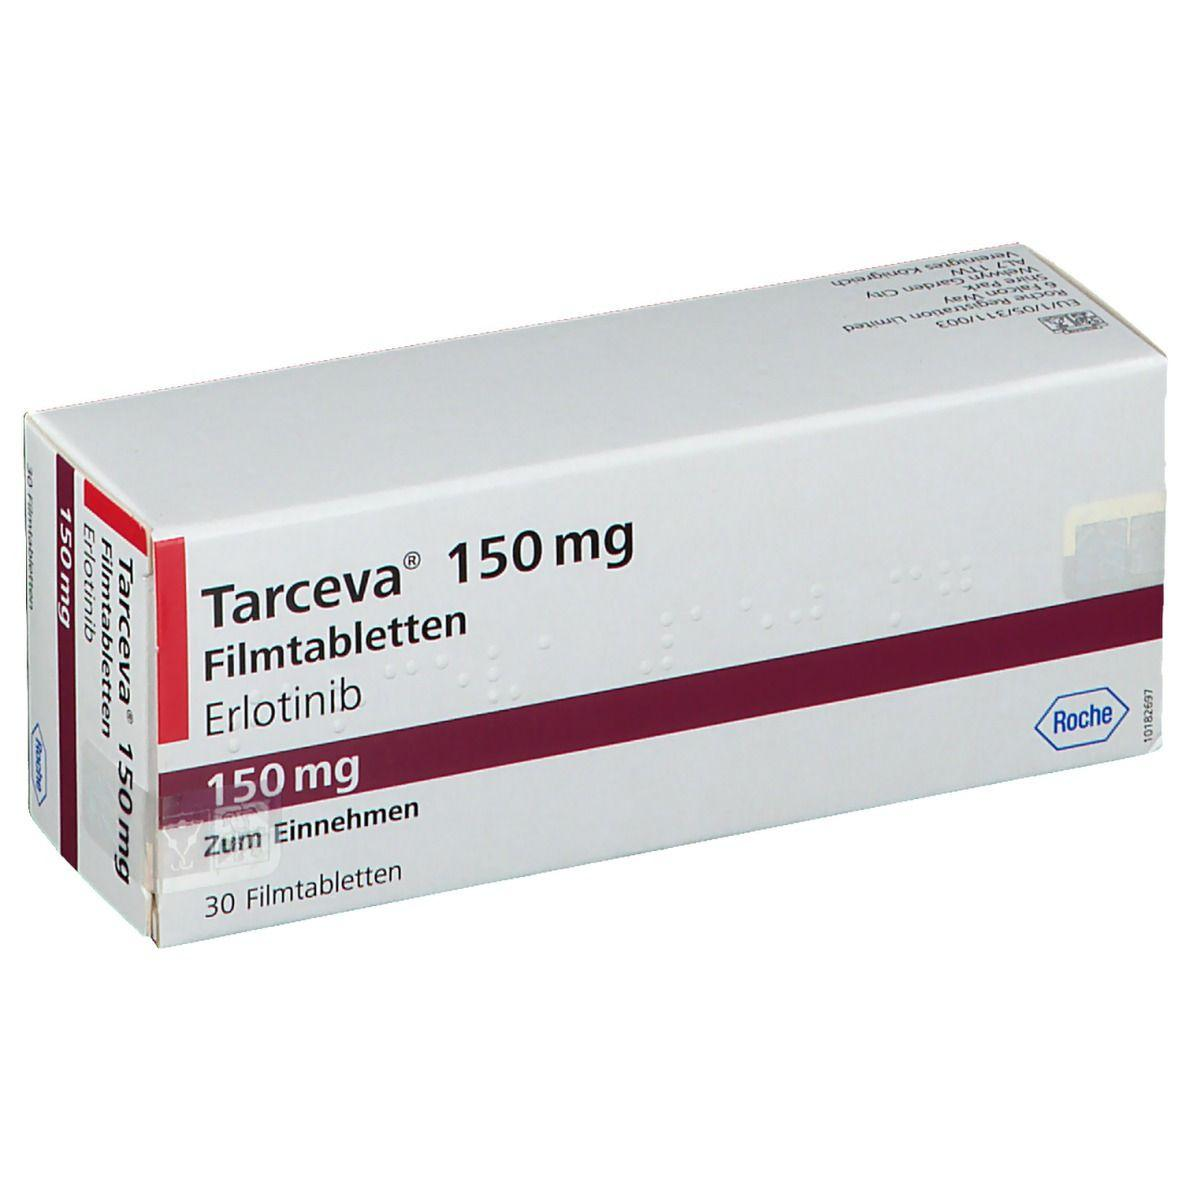 EU/1/05/311/003
Roche Registration Limited
6 Falcon Way
Shire Park
Welwyn Garden City
AL7 1TW
Vereinigtes Königreich
Tarceva® 150 mg
Filmtabletten
Erlotinib
150 mg
Zum Einnehmen
30 Filmtabletten
Roche
10182697
Tarceva® 150 mg
Filmtabletten
Erlotinib
150 mg
30 Filmtabletten
Roche